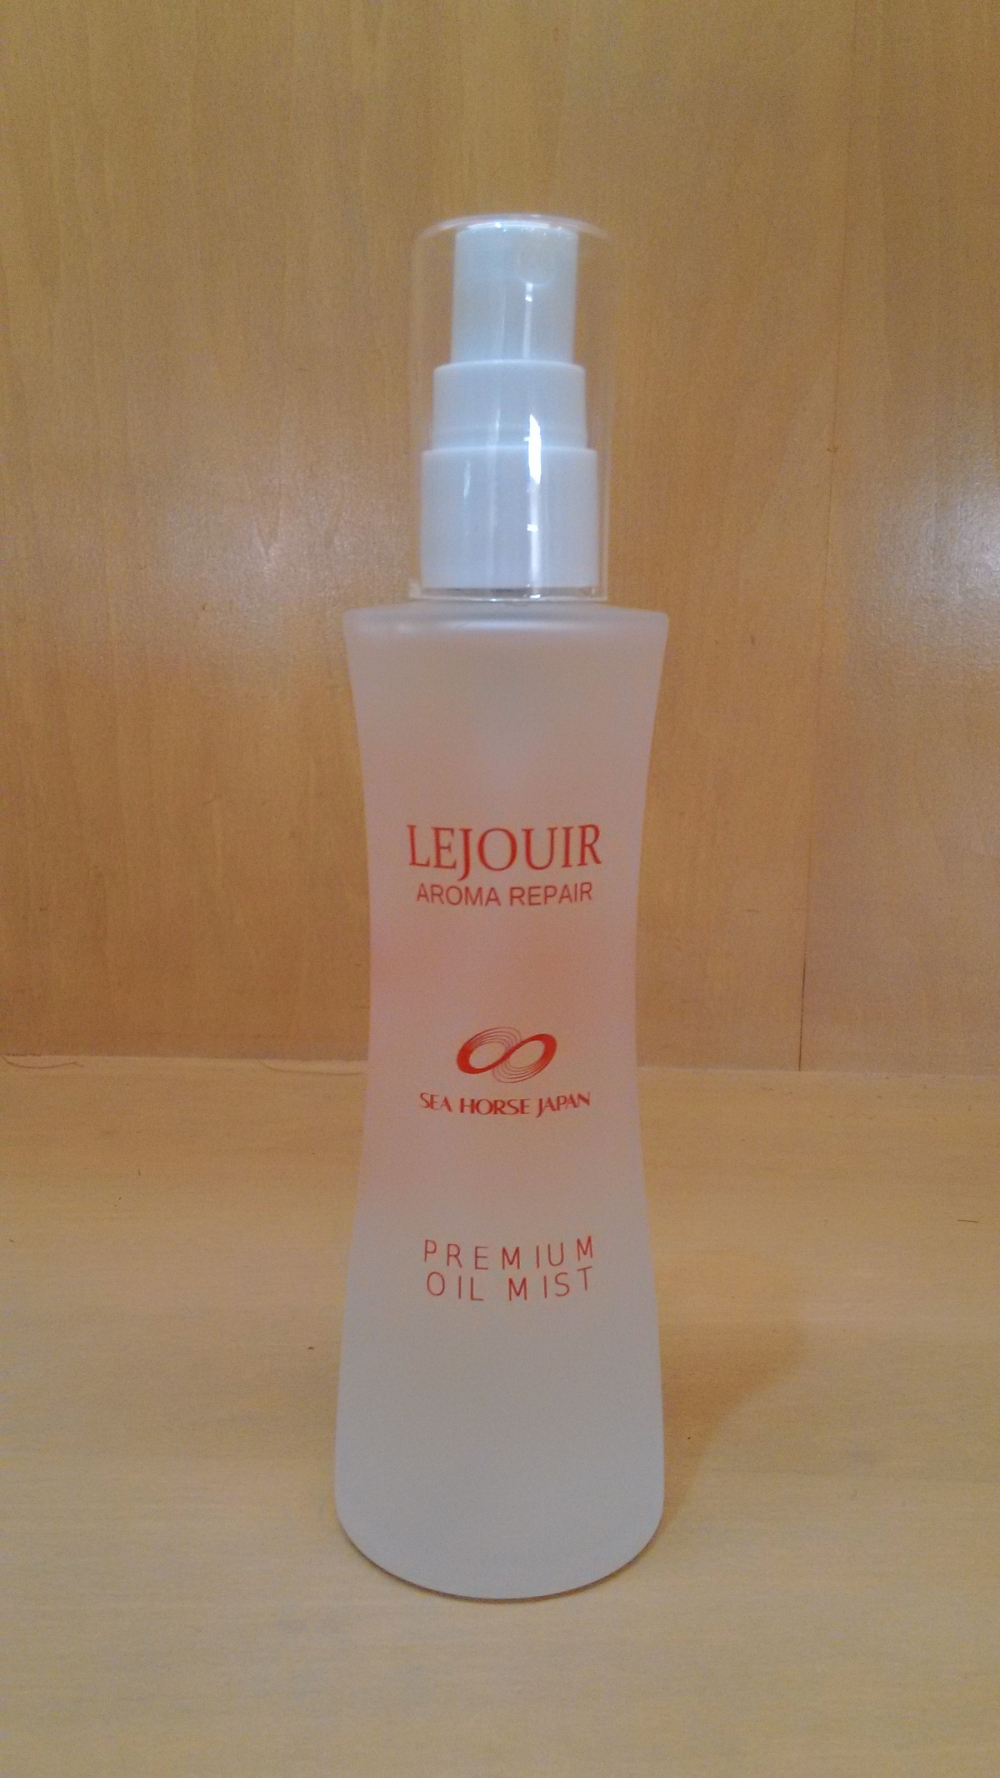 LEJOUIR
AROMA REPAIR
SEA HORSE JAPAN
PREMIUM
OIL MIST